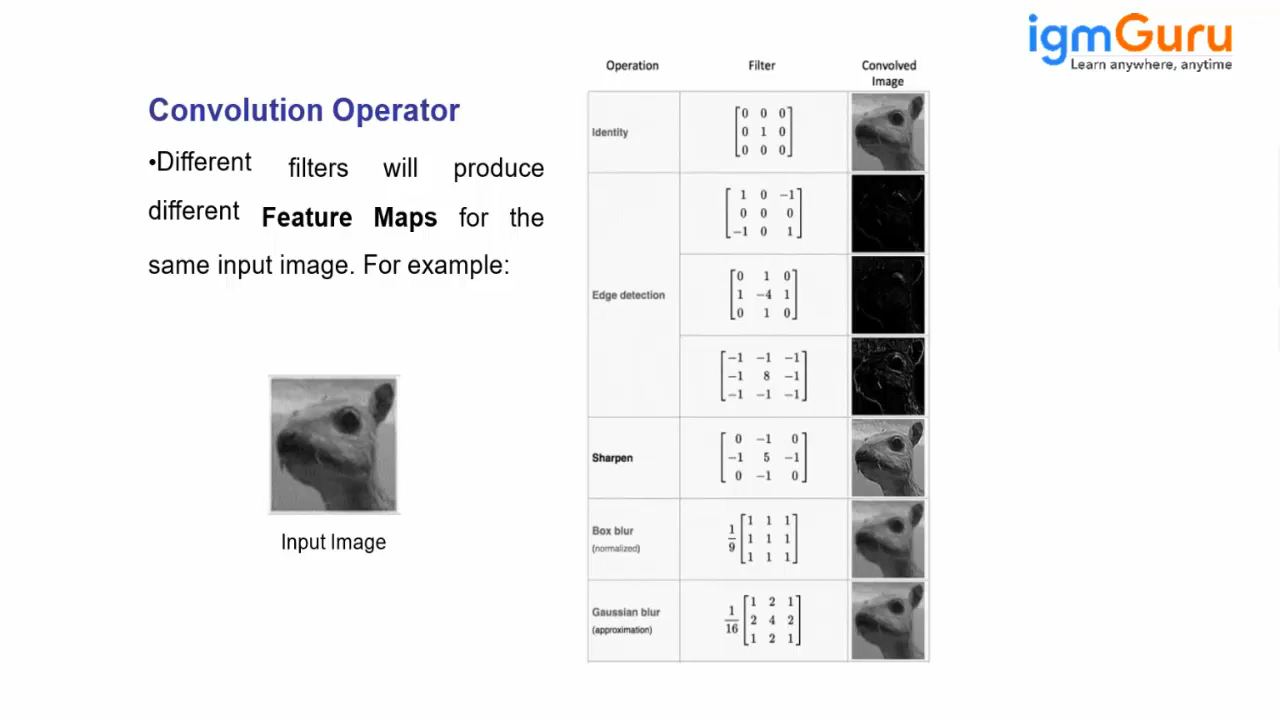 igmGuru
Learn anywhere, anytime
Convolution Operator
•Different filters will produce
different Feature Maps for the
same input image. For example:
Input Image
Operation Filter Convolved
Image
Identity
0 0 0
0 1 0
0 0 0
Edge detection
1 0 −1
0 0 0
−1 0 1
0 1 0
1 −4 1
0 1 0
−1 −1 −1
−1 8 −1
−1 −1 −1
Sharpen
0 −1 0
−1 5 −1
0 −1 0
Box blur
(normalized)
1/9
1 1 1
1 1 1
1 1 1
Gaussian blur
(approximation)
1/16
1 2 1
2 4 2
1 2 1